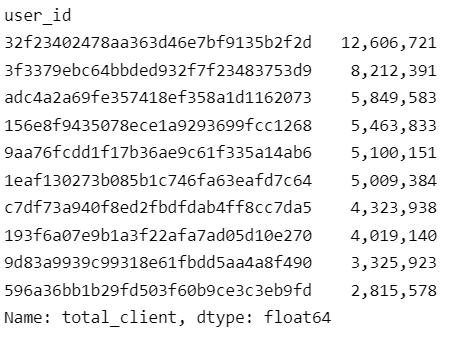 user_id
32f23402478aa363d46e7bf9135b2f2d 12,606,721
3f3379ebc64bbded932f7f23483753d9 8,212,391
adc4a2a69fe357418ef358a1d1162073 5,849,583
156e8f9435078ece1a9293699fcc1268 5,463,833
9aa76fcdd1f17b36ae9c61f335a14ab6 5,100,151
1eaf130273b085b1c746fa63eafd7c64 5,009,384
c7df73a940f8ed2fbdfdab4ff8cc7da5 4,323,938
193f6a07e9b1a3f22afa7ad05d10e270 4,019,140
9d83a9939c99318e61fbdd5aa4a8f490 3,325,923
596a36bb1b29fd503f60b9ce3c3eb9fd 2,815,578
Name: total_client, dtype: float64